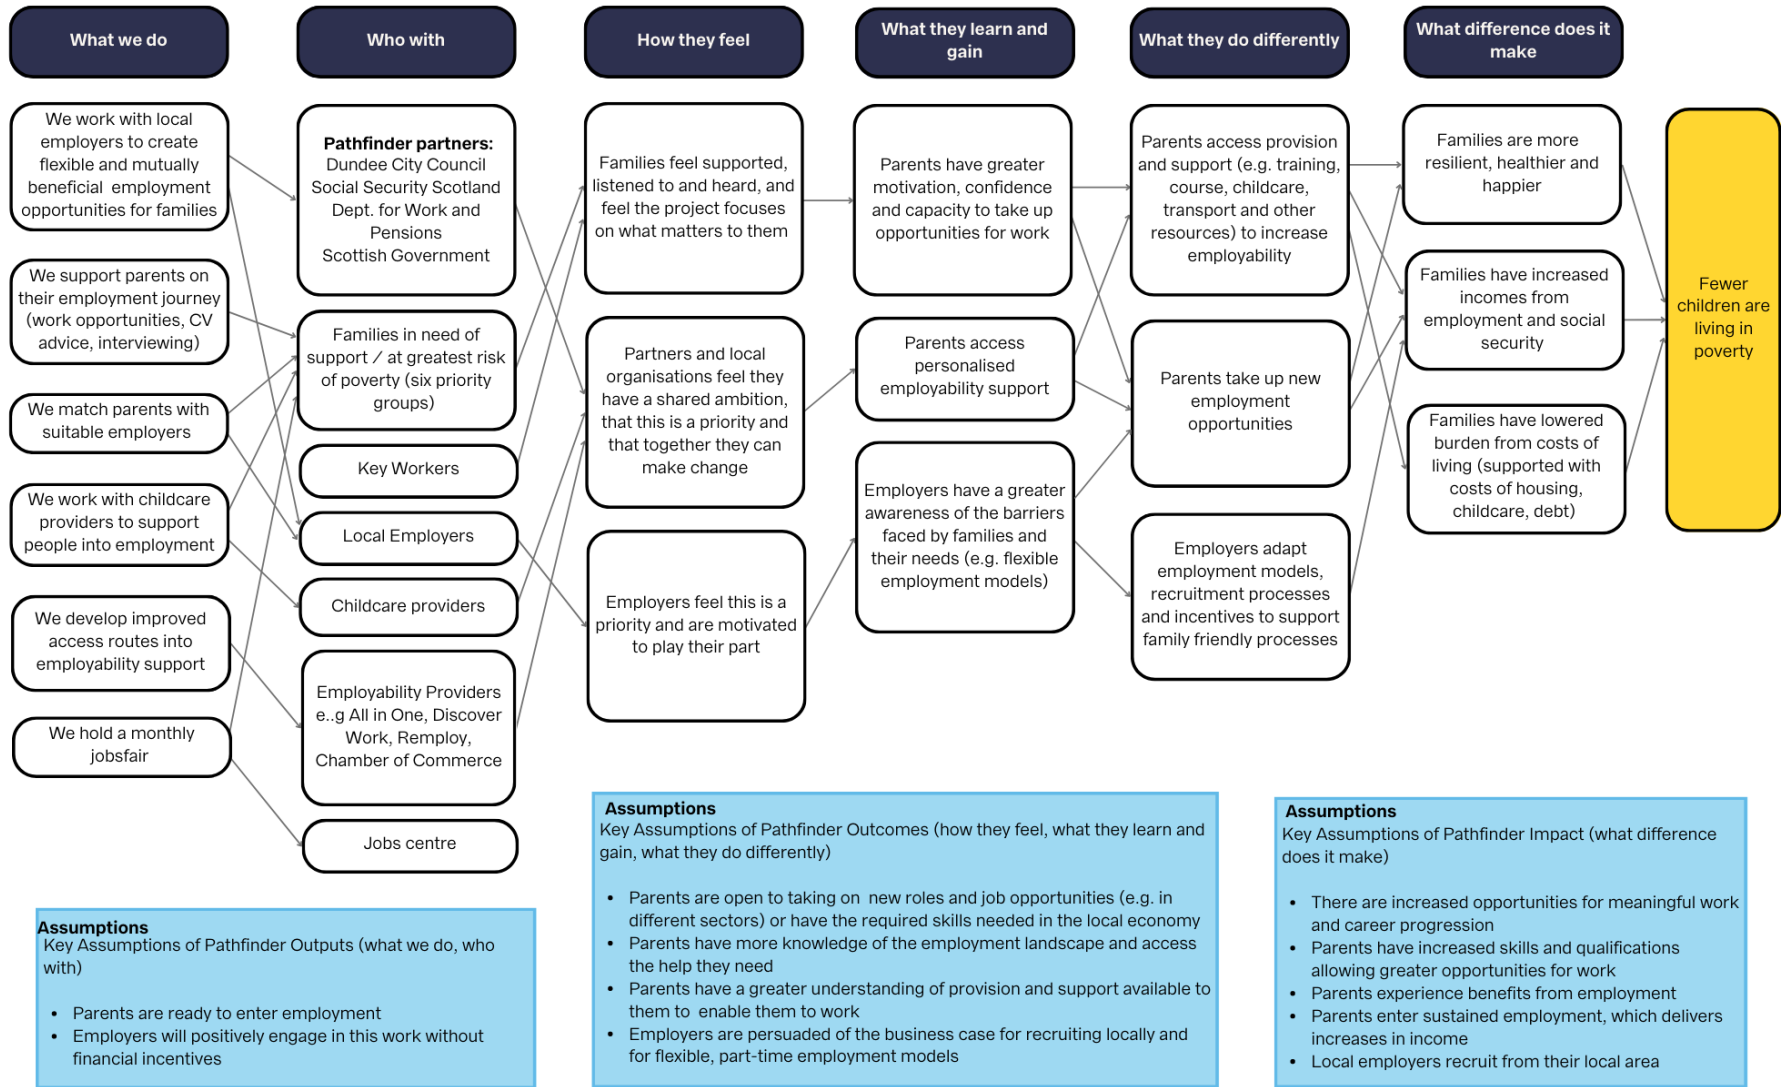 What we do
Who with
How they feel
What they learn and
gain
What they do differently
What difference does it
make
We work with local
employers to create
flexible and mutually
beneficial employment
opportunities for families
We support parents on
their employment journey
(work opportunities, CV
advice, interviewing)
We match parents with
suitable employers
We work with childcare
providers to support
people into employment
We develop improved
access routes into
employability support
We hold a monthly
jobsfair
Pathfinder partners:
Dundee City Council
Social Security Scotland
Dept. for Work and
Pensions
Scottish Government
Families in need of
support / at greatest risk
of poverty (six priority
groups)
Key Workers
Local Employers
Childcare providers
Employability Providers
e..g All in One, Discover
Work, Remploy,
Chamber of Commerce
Jobs centre
Families feel supported,
listened to and heard, and
feel the project focuses
on what matters to them
Partners and local
organisations feel they
have a shared ambition,
that this is a priority and
that together they can
make change
Employers feel this is a
priority and are motivated
to play their part
Parents have greater
motivation, confidence
and capacity to take up
opportunities for work
Parents access
personalised
employability support
Employers have a greater
awareness of the barriers
faced by families and
their needs (e.g. flexible
employment models)
Parents access provision
and support (e.g. training,
course, childcare,
transport and other
resources) to increase
employability
Parents take up new
employment
opportunities
Employers adapt
employment models,
recruitment processes
and incentives to support
family friendly processes
Families are more
resilient, healthier and
happier
Families have increased
incomes from
employment and social
security
Families have lowered
burden from costs of
living (supported with
costs of housing,
childcare, debt)
Fewer
children are
living in
poverty
Assumptions
Key Assumptions of Pathfinder Outputs (what we do, who
with)
• Parents are ready to enter employment
• Employers will positively engage in this work without
financial incentives
Assumptions
Key Assumptions of Pathfinder Outcomes (how they feel, what they learn and
gain, what they do differently)
• Parents are open to taking on new roles and job opportunities (e.g. in
different sectors) or have the required skills needed in the local economy
• Parents have more knowledge of the employment landscape and access
the help they need
• Parents have a greater understanding of provision and support available to
them to enable them to work
• Employers are persuaded of the business case for recruiting locally and
for flexible, part-time employment models
Assumptions
Key Assumptions of Pathfinder Impact (what difference
does it make)
• There are increased opportunities for meaningful work
and career progression
• Parents have increased skills and qualifications
allowing greater opportunities for work
• Parents experience benefits from employment
• Parents enter sustained employment, which delivers
increases in income
• Local employers recruit from their local area